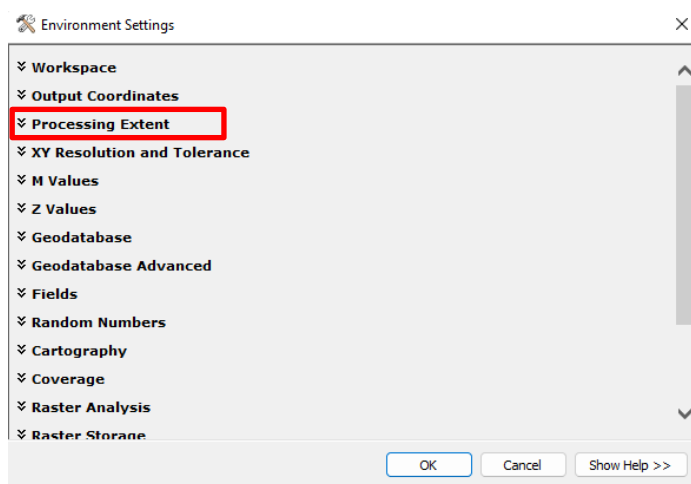 Environment Settings
Workspace
Output Coordinates
Processing Extent
XY Resolution and Tolerance
M Values
Z Values
Geodatabase
Geodatabase Advanced
Fields
Random Numbers
Cartography
Coverage
Raster Analysis
Raster Storage
OK Cancel Show Help >>